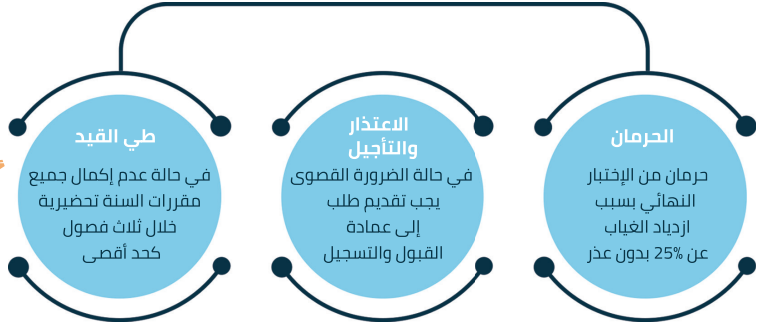 الحرمان
حرمان من الإختبار
النهائي بسبب
ازدياد الغياب
عن 25% بدون عذر
الاعتذار
والتأجيل
في حالة الضرورة القصوى
يجب تقديم طلب
إلى عمادة
القبول والتسجيل
طي القيد
في حالة عدم إكمال جميع
مقررات السنة تحضيرية
خلال ثلاث فصول
كحد أقصى